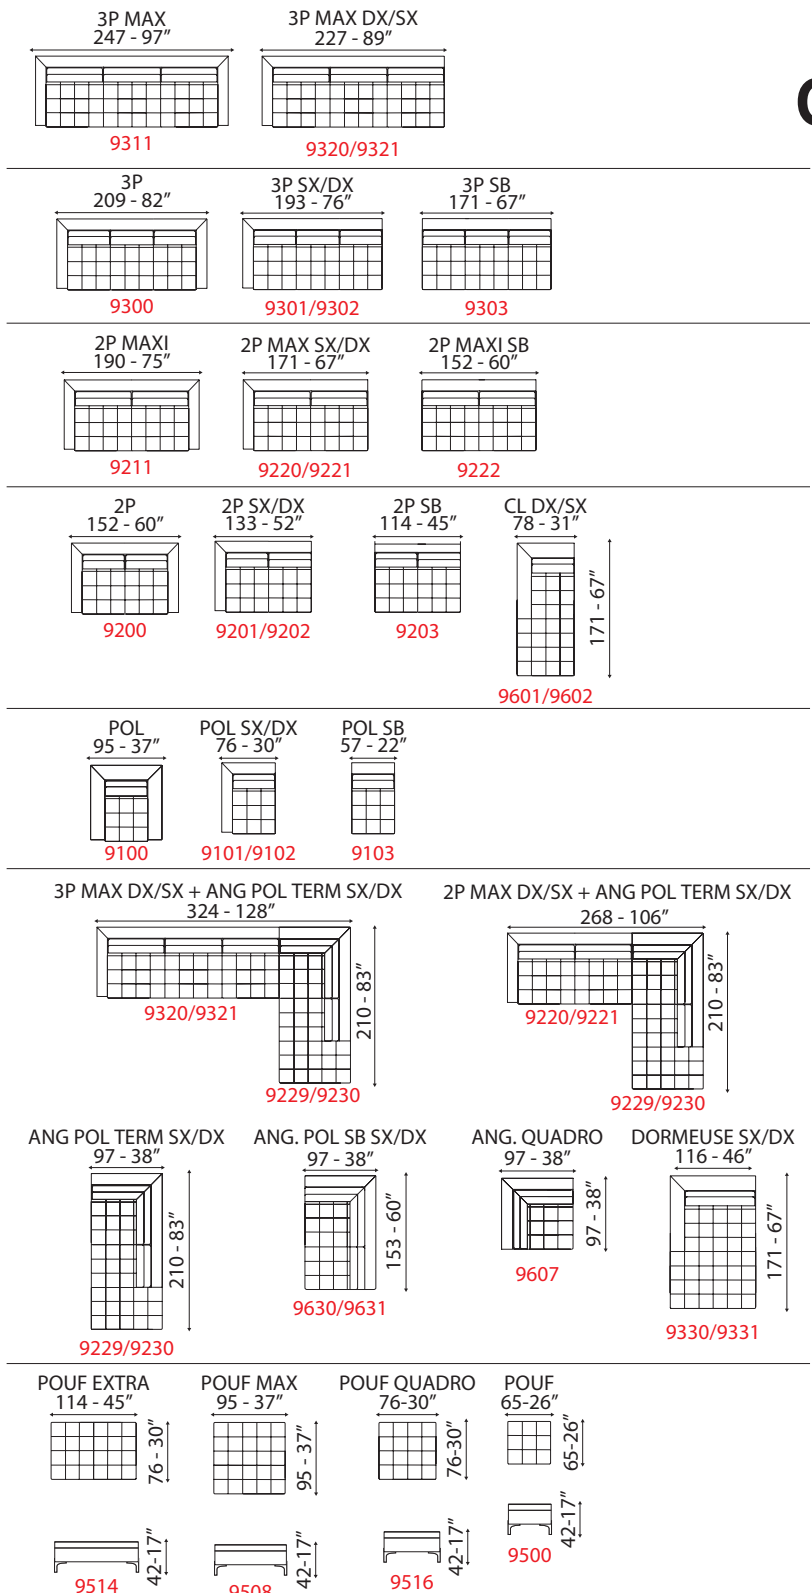 3P MAX
247 - 97”
9311
3P MAX DX/SX
227 - 89”
9320/9321
3P
209 - 82”
9300
3P SX/DX
193 - 76”
9301/9302
3P SB
171 - 67”
9303
2P MAXI
190 - 75”
9211
2P MAX SX/DX
171 - 67”
9220/9221
2P MAXI SB
152 - 60”
9222
2P
152 - 60”
9200
2P SX/DX
133 - 52”
9201/9202
2P SB
114 - 45”
9203
CL DX/SX
78 - 31”
171 - 67”
9601/9602
POL
95 - 37”
9100
POL SX/DX
76 - 30”
9101/9102
POL SB
57 - 22”
9103
3P MAX DX/SX + ANG POL TERM SX/DX
324 - 128”
210 - 83”
9320/9321
9229/9230
2P MAX DX/SX + ANG POL TERM SX/DX
268 - 106”
210 - 83”
9220/9221
9229/9230
ANG POL TERM SX/DX
97 - 38”
210 - 83”
9229/9230
ANG. POL SB SX/DX
97 - 38”
153 - 60”
9630/9631
ANG. QUADRO
97 - 38”
97 - 38”
9607
DORMEUSE SX/DX
116 - 46”
171 - 67”
9330/9331
POUF EXTRA
114 - 45”
76 - 30”
42-17”
9514
POUF MAX
95 - 37”
95 - 37”
42-17”
9508
POUF QUADRO
76-30”
76-30”
42-17”
9516
POUF
65-26”
65-26”
42-17”
9500